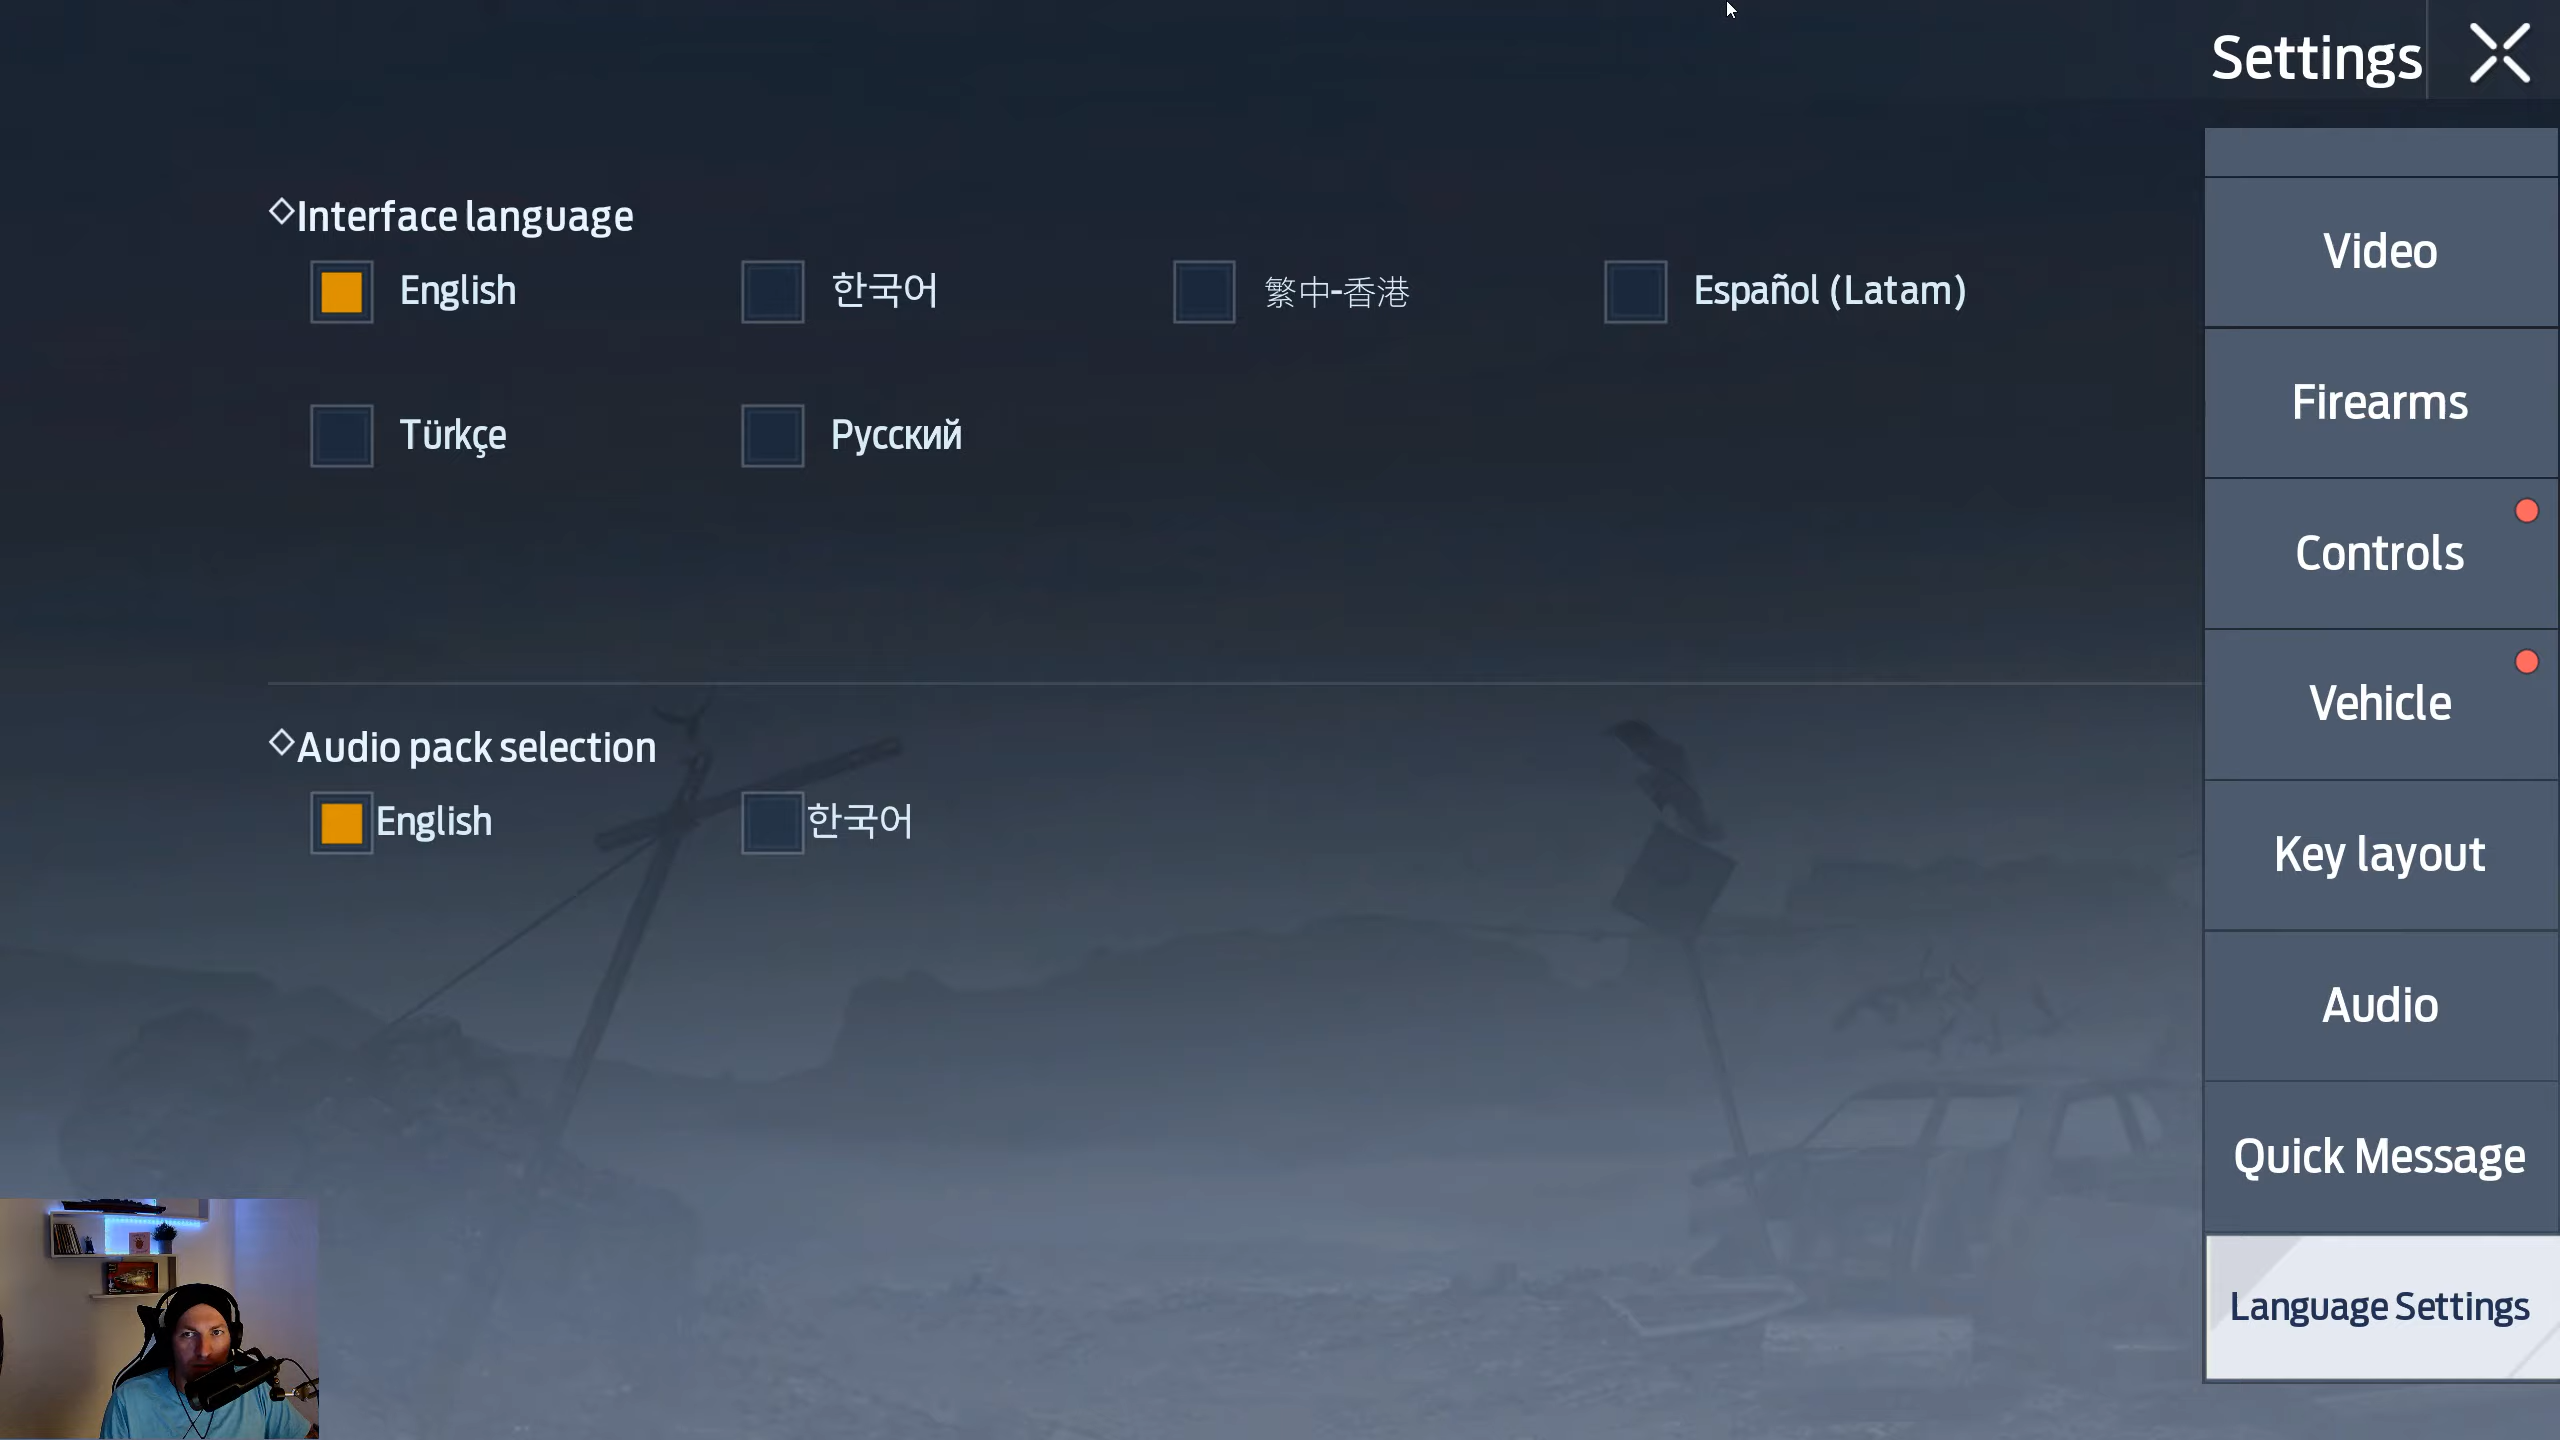 Settings
Interface language
English
한국어
繁中-香港
Español (Latam)
Türkçe
Русский
Audio pack selection
English
한국어
Video
Firearms
Controls
Vehicle
Key layout
Audio
Quick Message
Language Settings